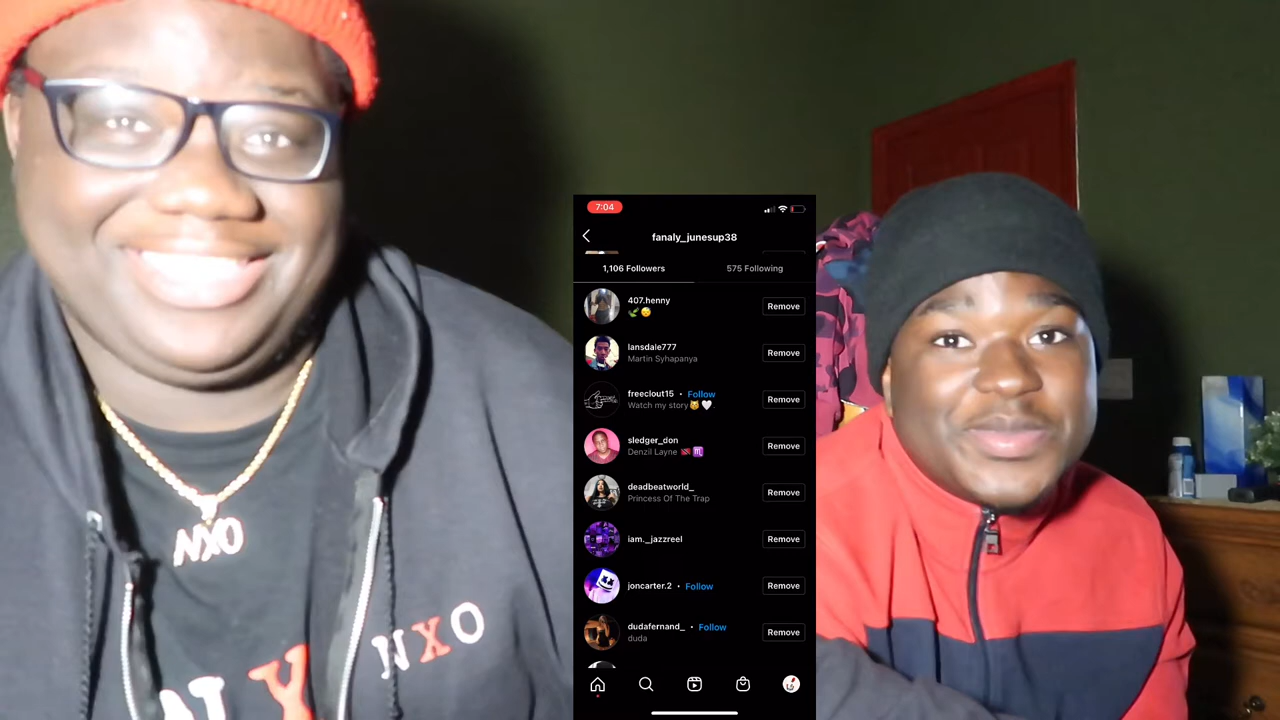 7:04
fanaly_junesup38
1,106 Followers
575 Following
407.henny
Remove
lansdale777
Martin Syhapanya
Remove
freeclout15 • Follow
Watch my story😻🤍.
Remove
sledger_don
Denzil Layne 🇹🇹♏
Remove
deadbeatworld_
Princess Of The Trap
Remove
iam._jazzreel
Remove
joncarter.2 • Follow
Remove
dudafernand_ • Follow
duda
Remove
NXO
NXO